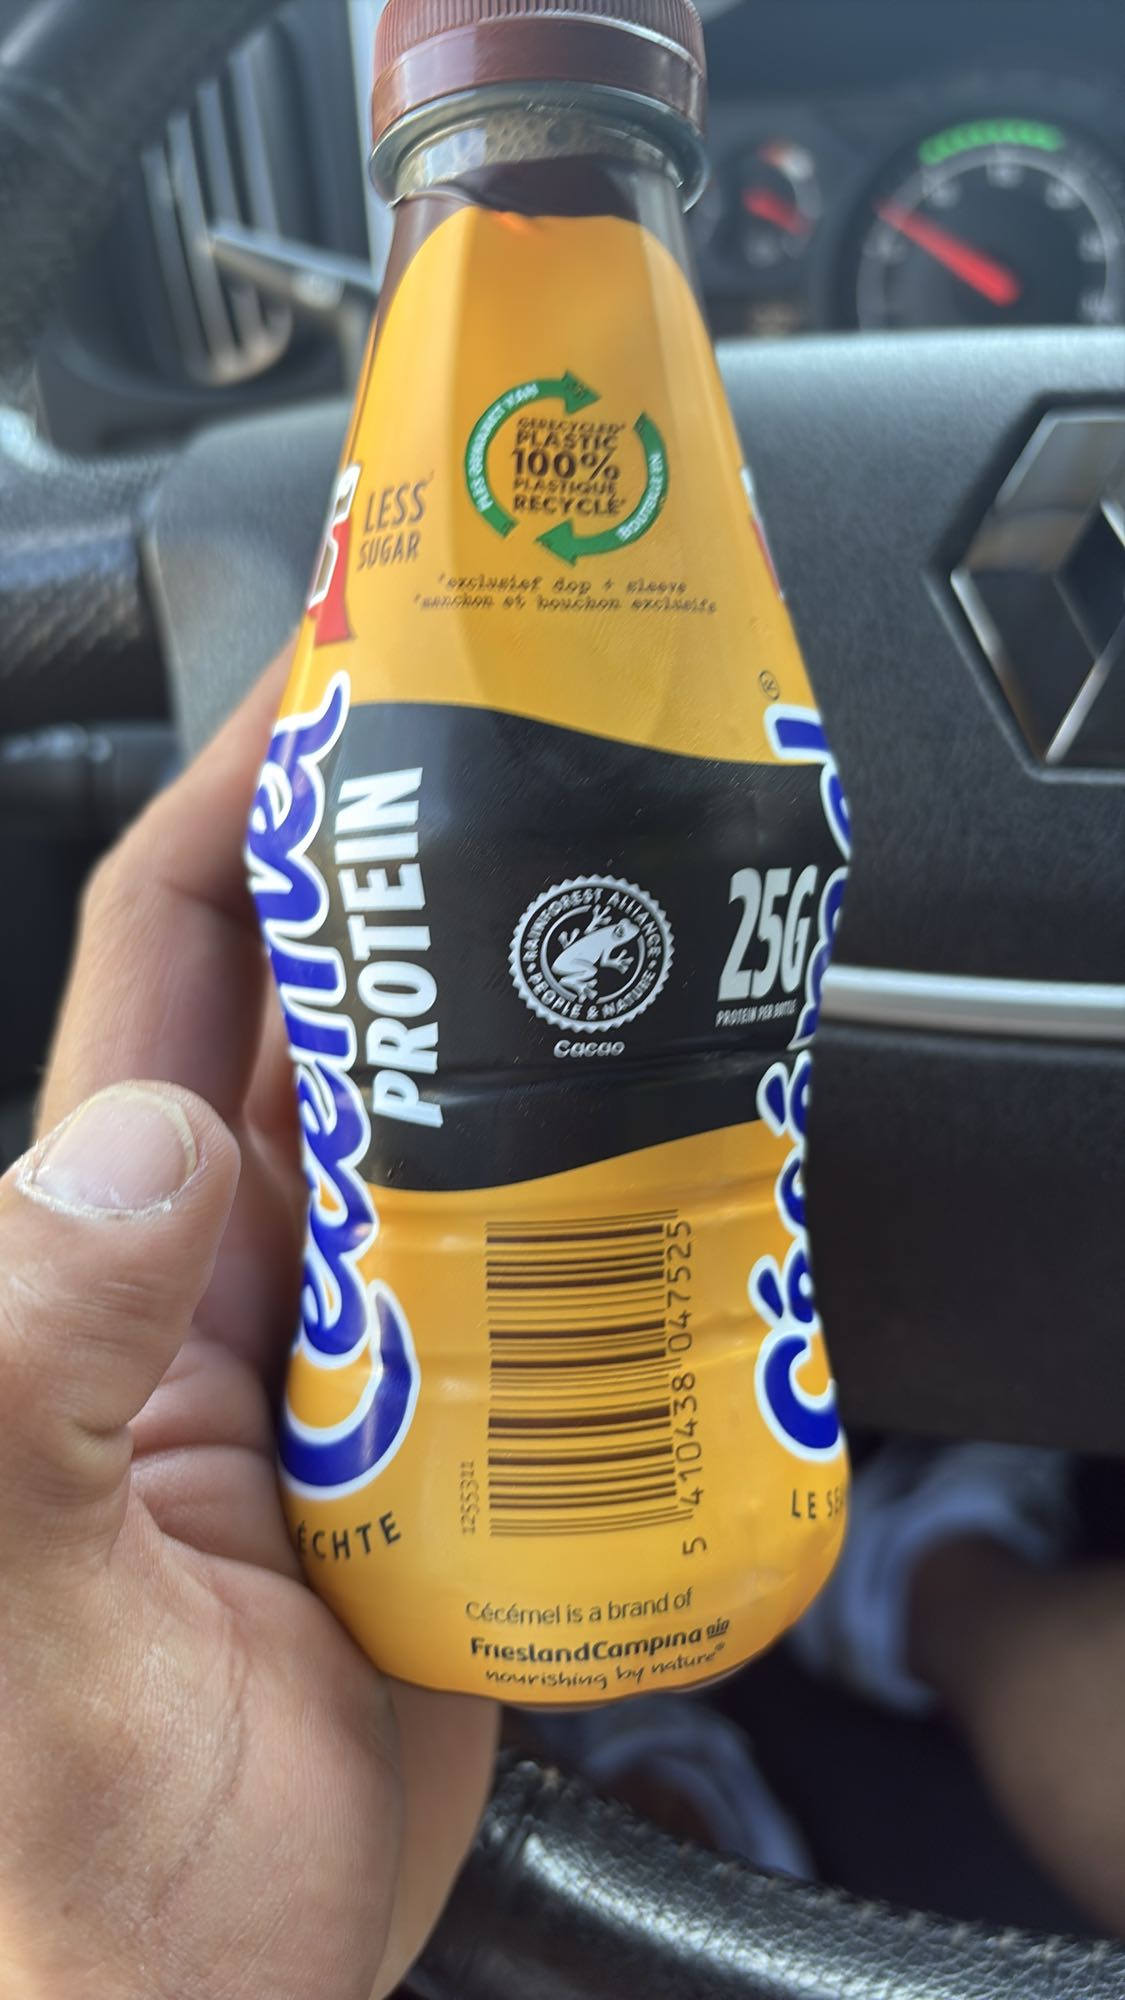 LESS
SUGAR
GERECYCLED*
PLASTIC
100%
PLASTIQUE
RECYCLÉ*
*exclusief dop + sleeve
*manchon et bouchon exclusifs
Cécémel
PROTEIN
RAINFOREST ALLIANCE
PEOPLE & NATURE
Cacao
25G
PROTEIN PER BOTTLE
Cécémel®
ÉCHTE
LE SE
1255311
5 410438 047525
Cécémel is a brand of
FrieslandCampina
nourishing by nature®